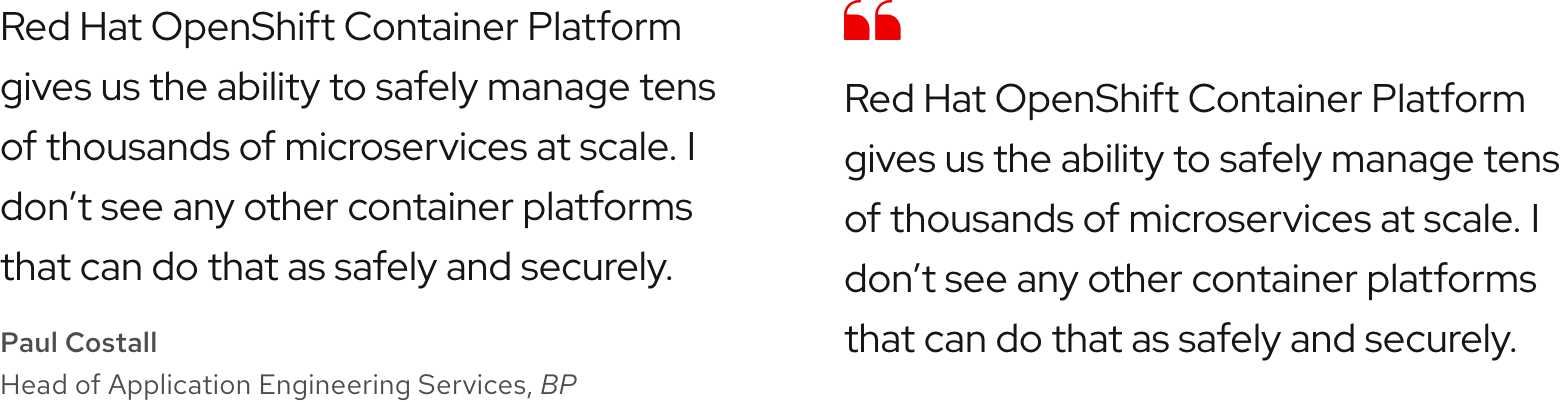 Red Hat OpenShift Container Platform
gives us the ability to safely manage tens
of thousands of microservices at scale. I
don’t see any other container platforms
that can do that as safely and securely.
Paul Costall
Head of Application Engineering Services, BP
“
Red Hat OpenShift Container Platform
gives us the ability to safely manage tens
of thousands of microservices at scale. I
don’t see any other container platforms
that can do that as safely and securely.